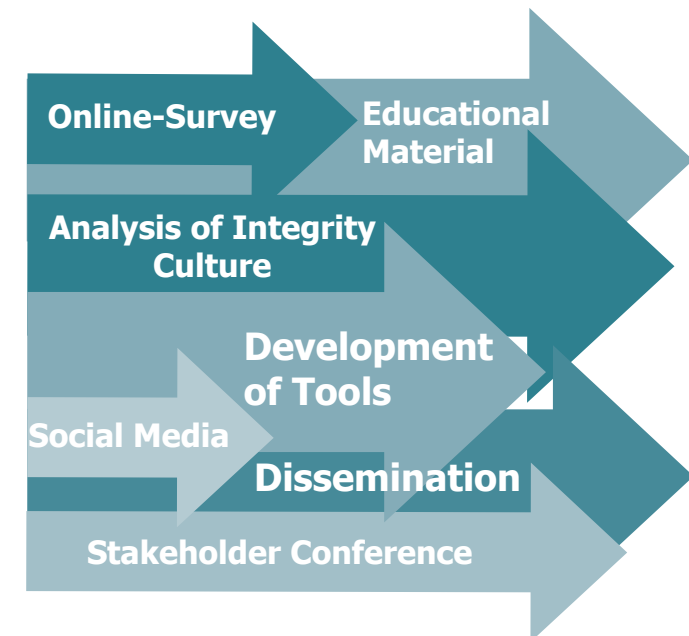 Online-Survey
Educational
Material
Analysis of Integrity
Culture
Development
of Tools
Social Media
Dissemination
Stakeholder Conference